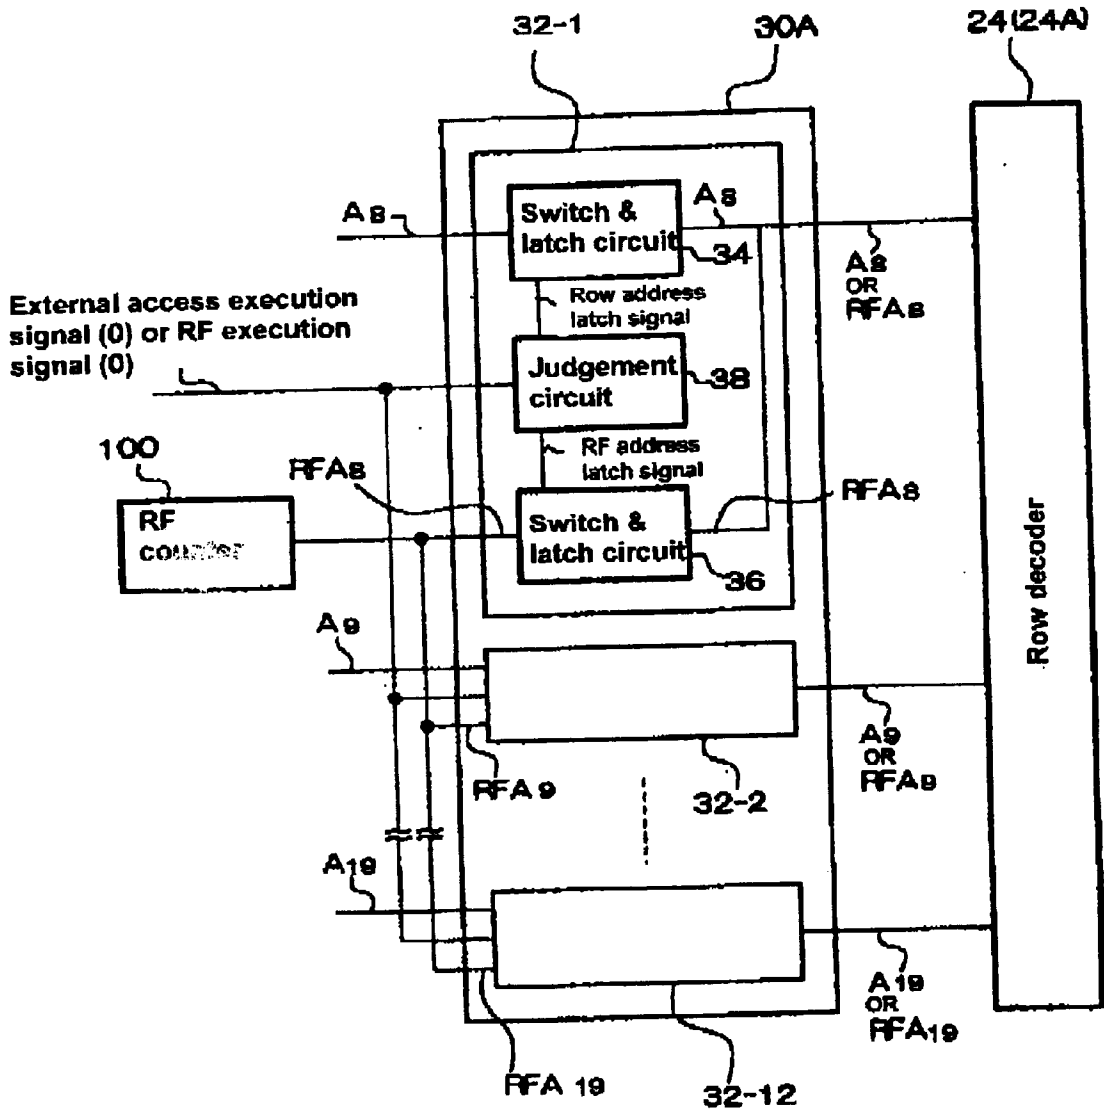 32-1
30A
24(24A)
A8
Switch &
latch circuit
34
A8
A8
OR
RFA8
Row address
latch signal
External access execution
signal (0) or RF execution
signal (0)
Judgement
circuit
38
RF address
latch signal
100
RF
counter
RFA8
Switch &
latch circuit
36
RFA8
Row decoder
A9
RFA9
32-2
A9
OR
RFA9
A19
RFA19
32-12
A19
OR
RFA19